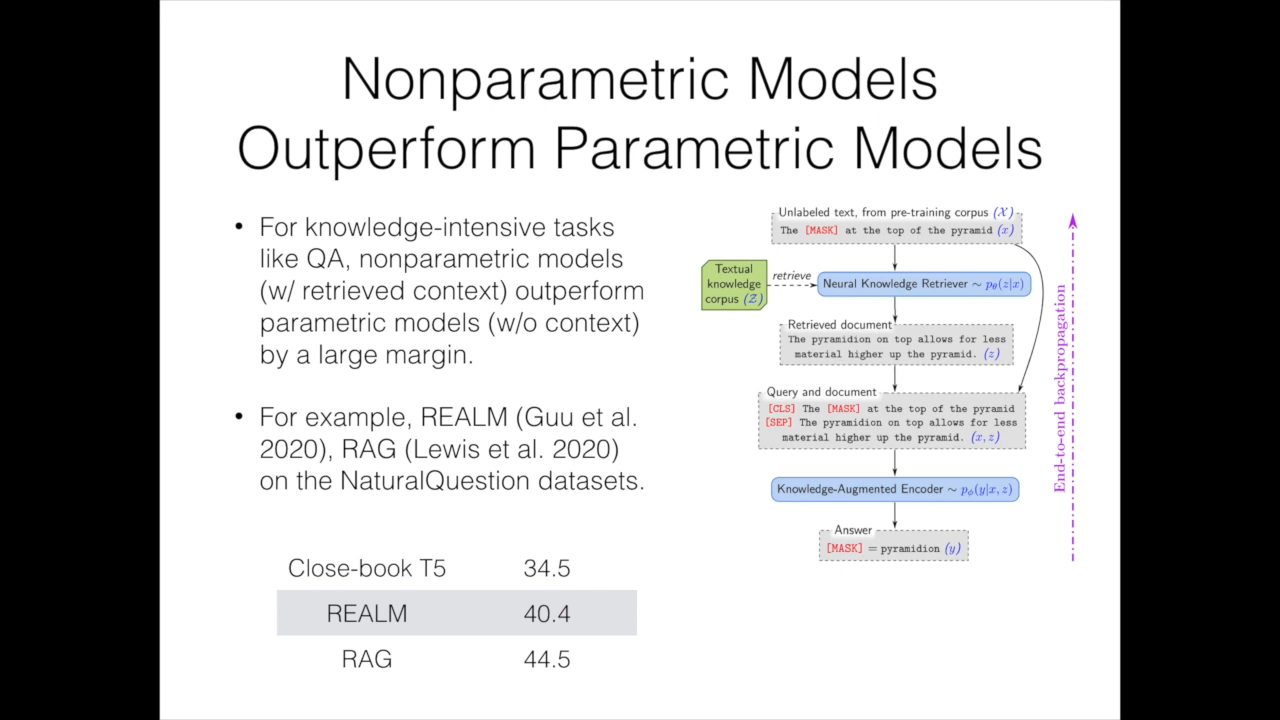 Nonparametric Models
Outperform Parametric Models
• For knowledge-intensive tasks
like QA, nonparametric models
(w/ retrieved context) outperform
parametric models (w/o context)
by a large margin.
• For example, REALM (Guu et al.
2020), RAG (Lewis et al. 2020)
on the NaturalQuestion datasets.
Close-book T5 34.5
REALM 40.4
RAG 44.5
Unlabeled text, from pre-training corpus (𝒳)
The [MASK] at the top of the pyramid (x)
Textual
knowledge
corpus (𝒵)
retrieve
Neural Knowledge Retriever ∼ pθ(z|x)
Retrieved document
The pyramidion on top allows for less
material higher up the pyramid. (z)
Query and document
[CLS] The [MASK] at the top of the pyramid
[SEP] The pyramidion on top allows for less
material higher up the pyramid. (x, z)
Knowledge-Augmented Encoder ∼ pϕ(y|x, z)
Answer
[MASK] = pyramidion (y)
End-to-end backpropagation